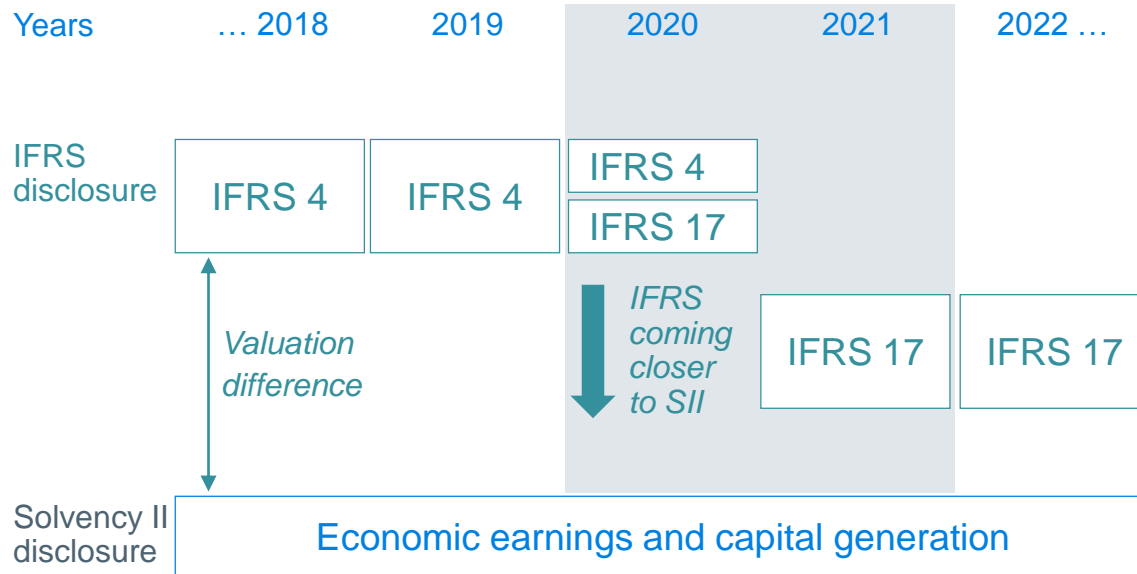 Years … 2018 2019 2020 2021 2022 …
IFRS
disclosure
IFRS 4
IFRS 4
IFRS 4
IFRS 17
Valuation
difference
IFRS
coming
closer
to SII
IFRS 17
IFRS 17
Solvency II
disclosure
Economic earnings and capital generation